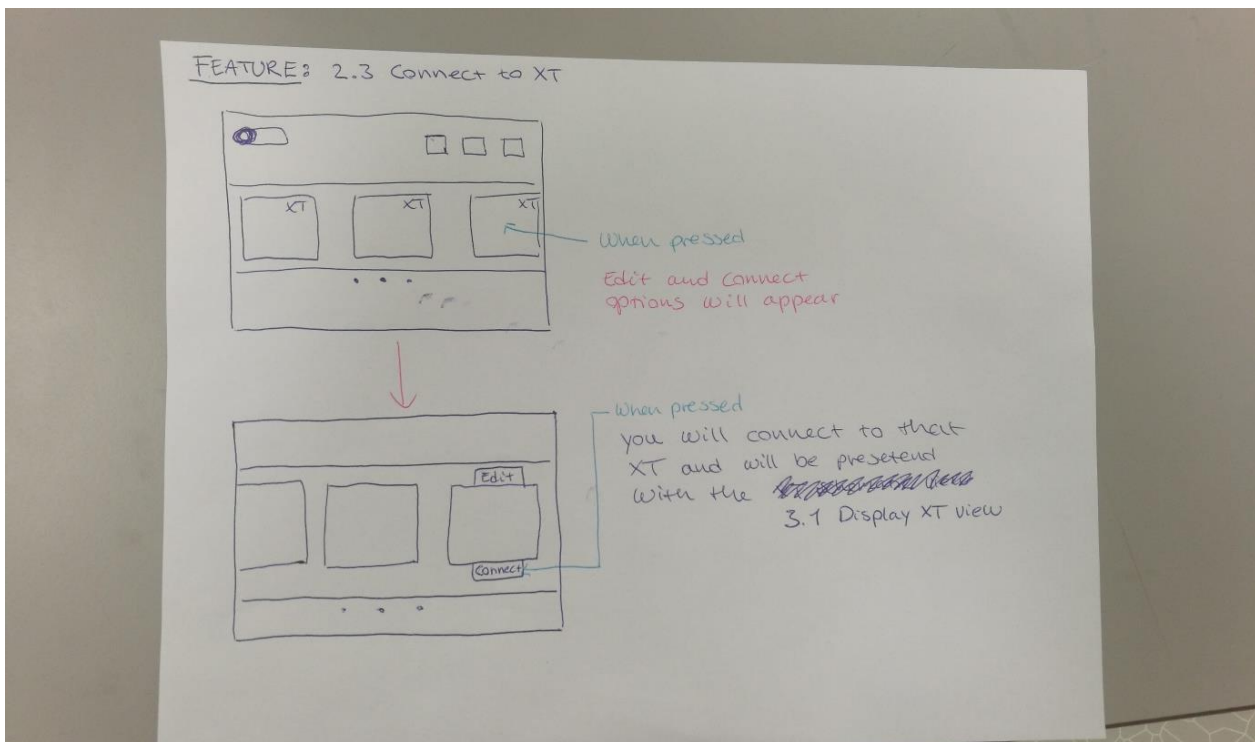 FEATURE: 2.3 Connect to XT
XT XT XT
When pressed
Edit and connect
options will appear
When pressed
you will connect to that
XT and will be presetend
with the
3.1 Display XT view
Edit
Connect